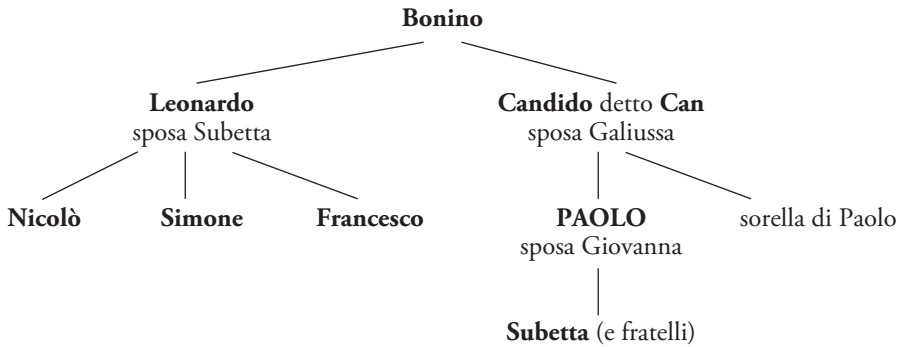 Bonino
Leonardo
sposa Subetta
Candido detto Can
sposa Galiussa
Nicolò
Simone
Francesco
PAOLO
sposa Giovanna
sorella di Paolo
Subetta (e fratelli)